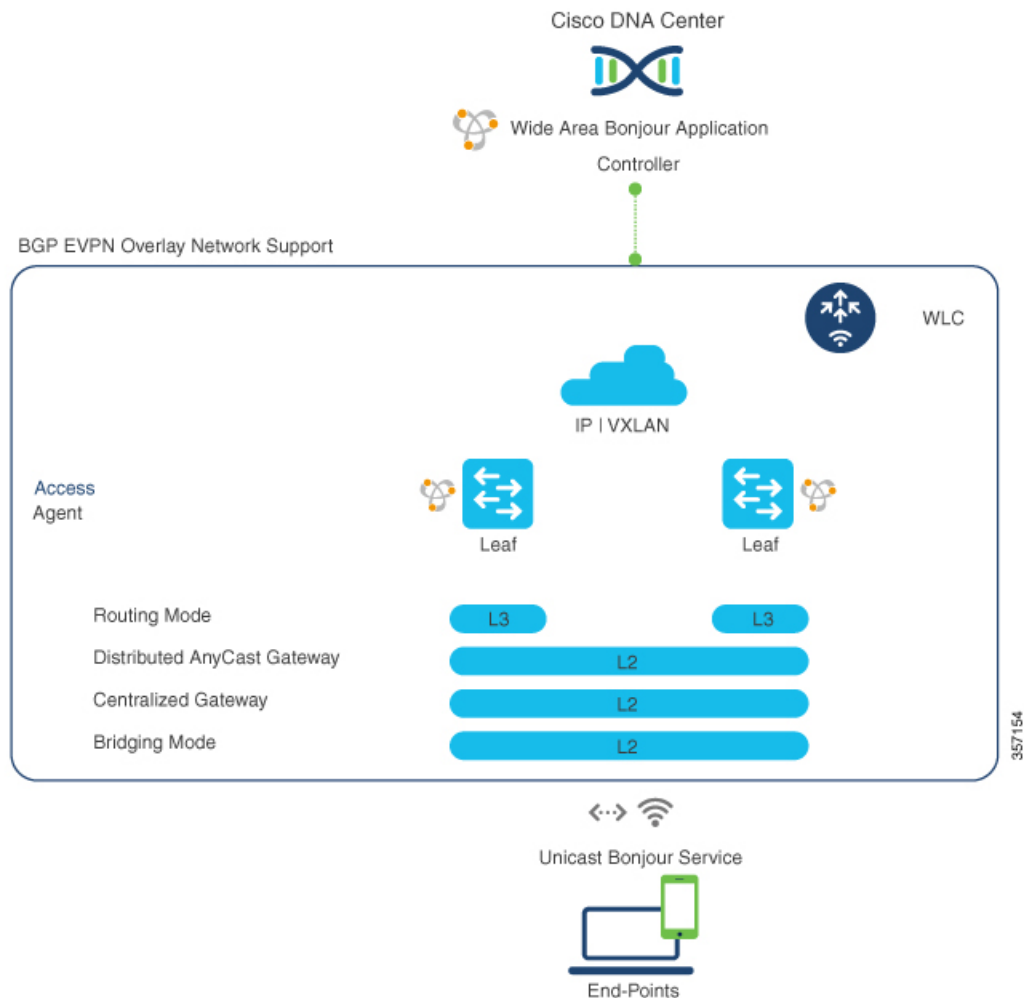 Cisco DNA Center
Wide Area Bonjour Application
Controller
BGP EVPN Overlay Network Support
WLC
IP | VXLAN
Access
Agent
Leaf
Leaf
Routing Mode
L3
L3
Distributed AnyCast Gateway
L2
Centralized Gateway
L2
Bridging Mode
L2
357154
Unicast Bonjour Service
End-Points